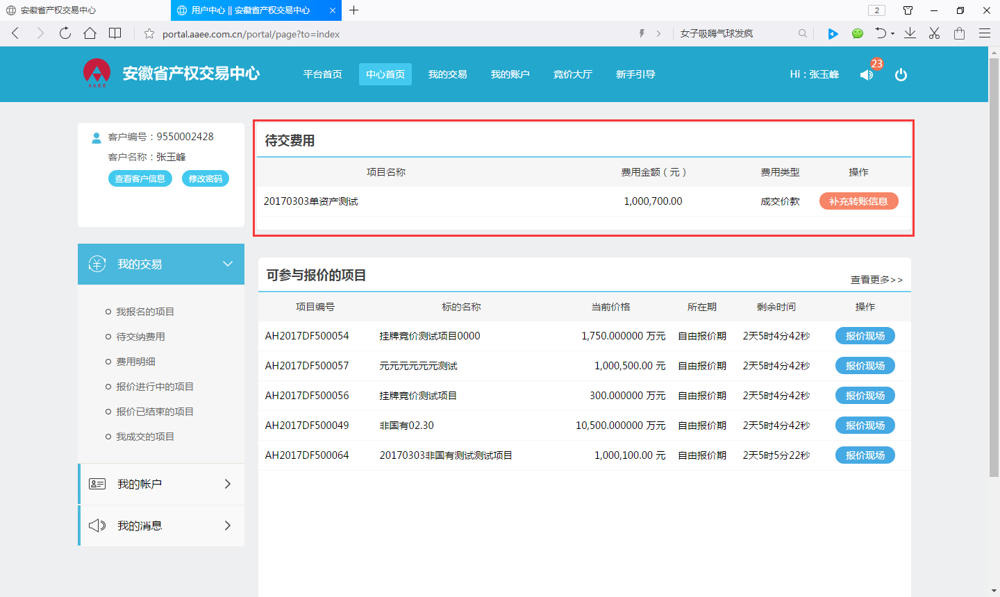 安徽省产权交易中心
用户中心 || 安徽省产权交易中心
2
portal.aaee.com.cn/portal/page?to=index
女子吸嗨气球发疯
AAEE
安徽省产权交易中心
平台首页
中心首页
我的交易
我的账户
竞价大厅
新手引导
Hi：张玉峰
23
客户编号：9550002428
客户名称：张玉峰
查看客户信息 修改密码
我的交易
我报名的项目
待交纳费用
费用明细
报价进行中的项目
报价已结束的项目
我成交的项目
我的帐户
我的消息
待交费用
项目名称 费用金额（元） 费用类型 操作
20170303单资产测试 1,000,700.00 成交价款 补充转账信息
可参与报价的项目
查看更多>>
项目编号 标的名称 当前价格 所在期 剩余时间 操作
AH2017DF500054 挂牌竞价测试项目0000 1,750.000000 万元 自由报价期 2天5时4分42秒 报价现场
AH2017DF500057 元元元元元元测试 1,000,500.00 元 自由报价期 2天5时4分42秒 报价现场
AH2017DF500056 挂牌竞价测试项目 300.000000 万元 自由报价期 2天5时4分42秒 报价现场
AH2017DF500049 非国有02.30 10,500.000000 万元 自由报价期 2天5时4分42秒 报价现场
AH2017DF500064 20170303非国有测试测试项目 1,000,100.00 元 自由报价期 2天5时5分22秒 报价现场